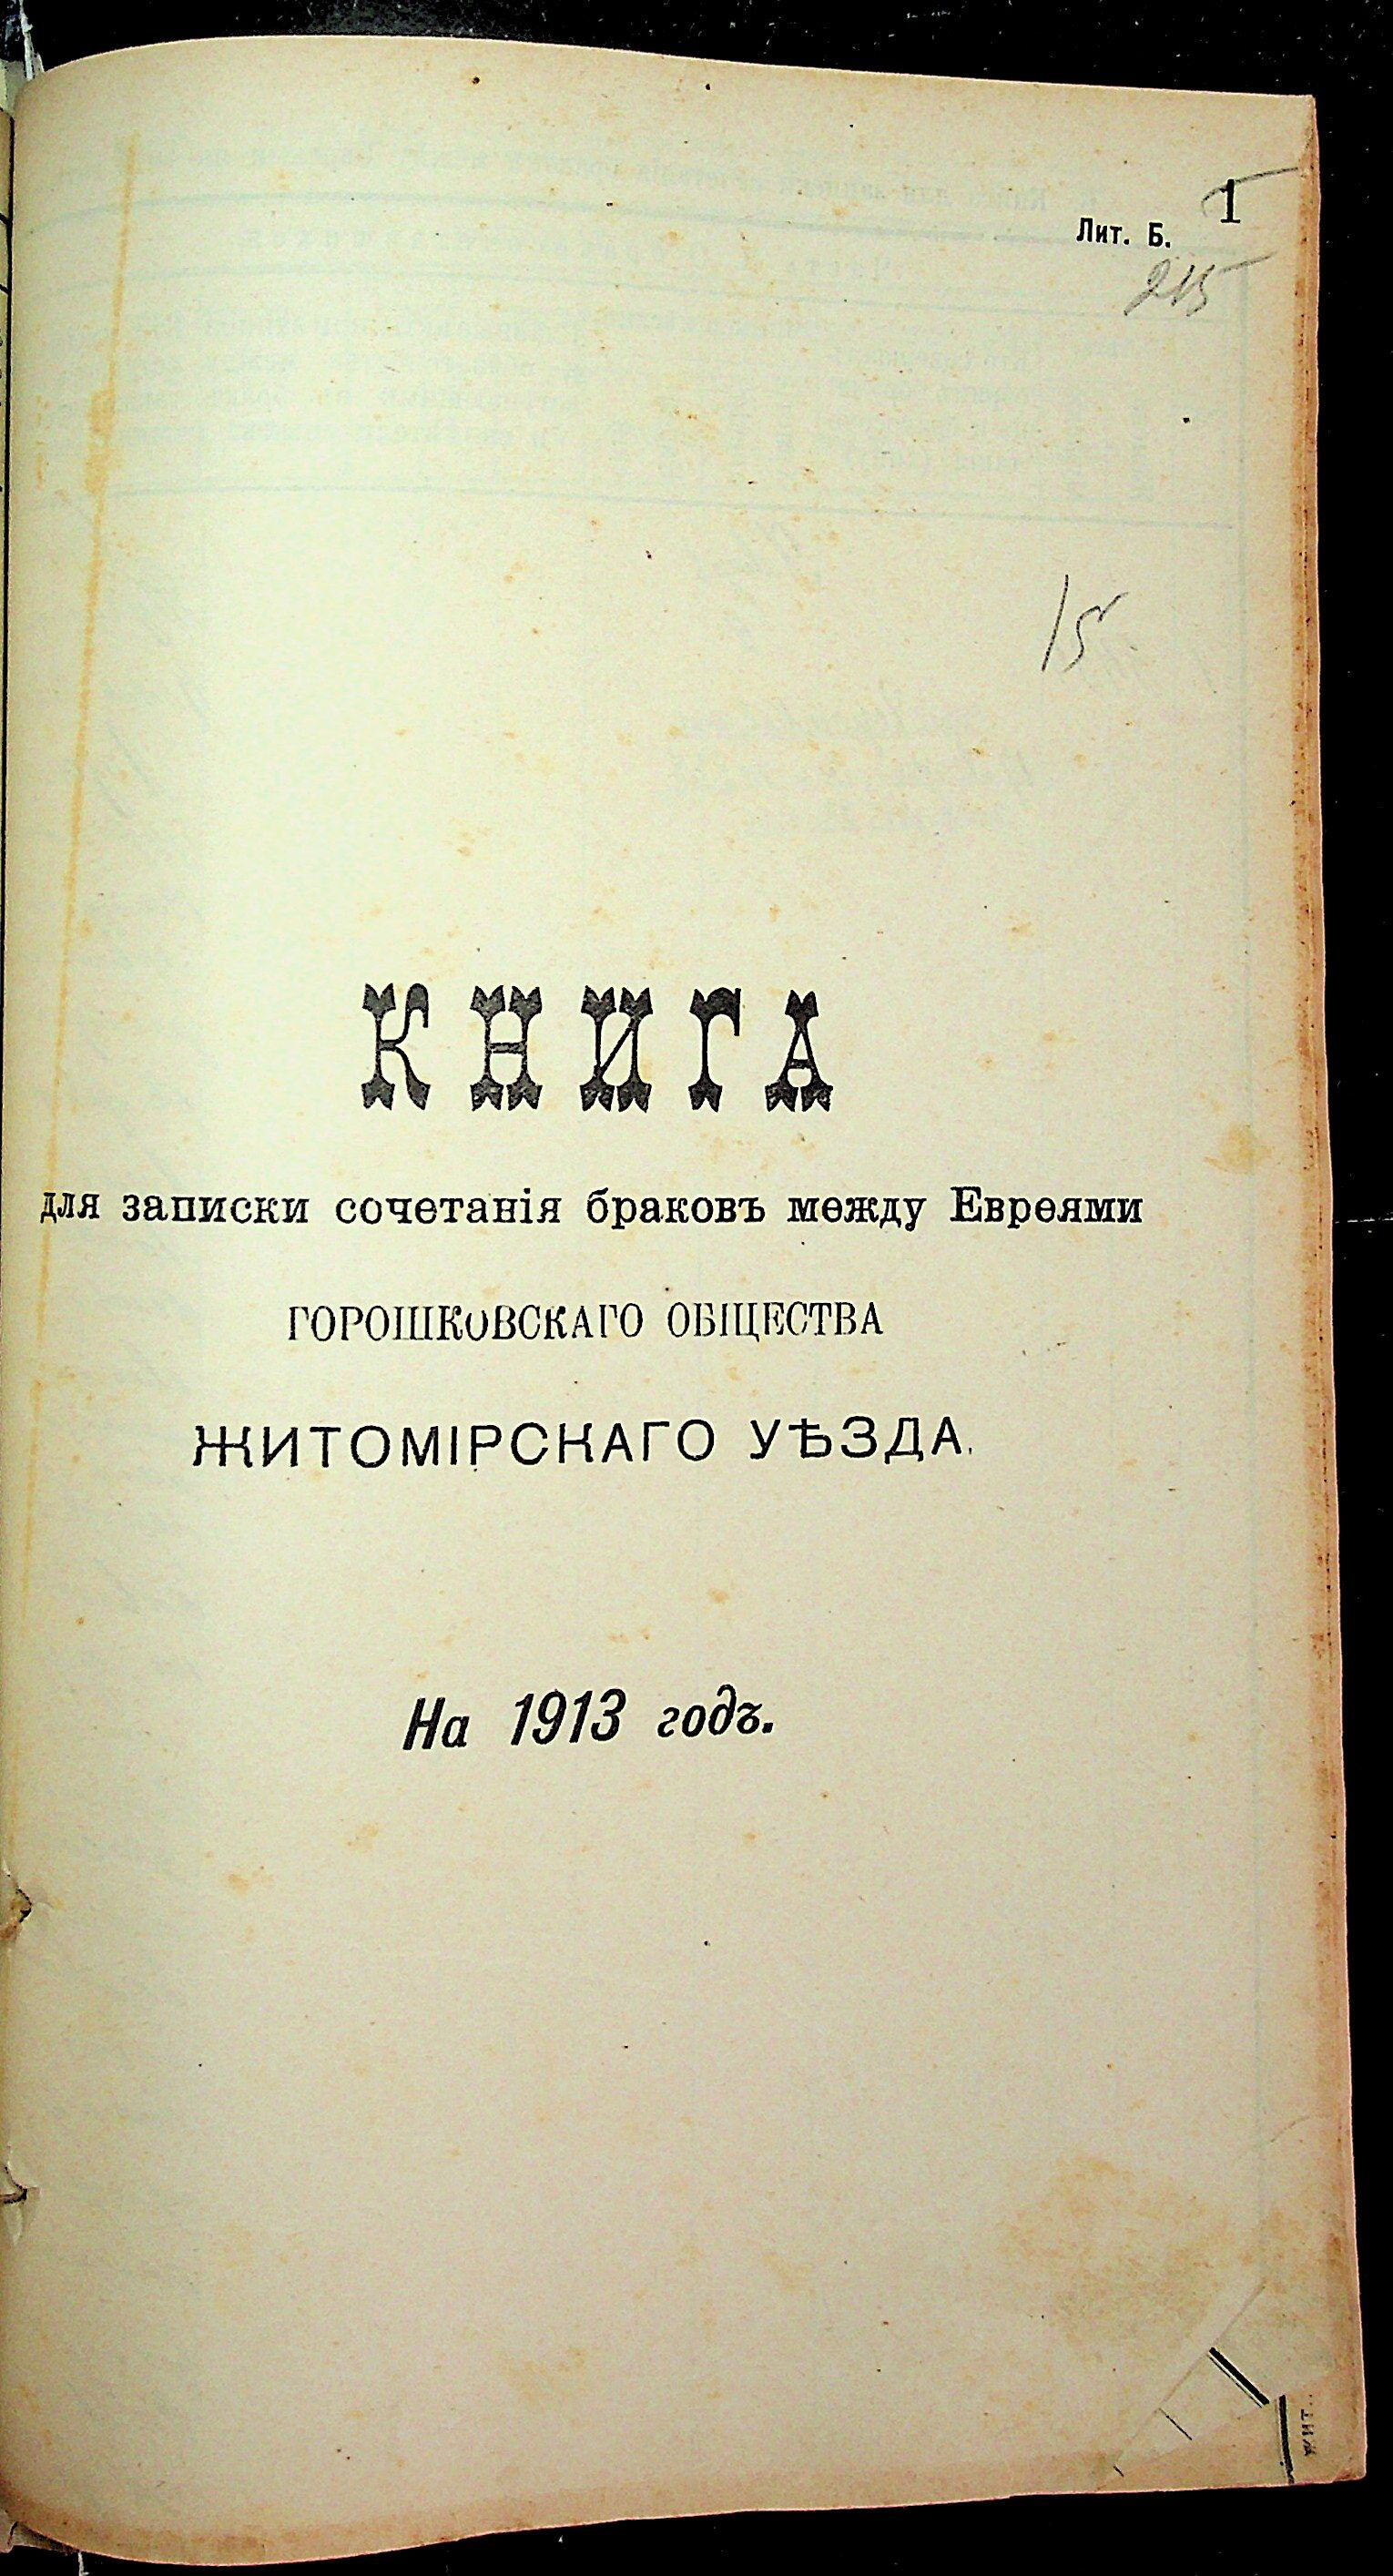 1
Лит. Б.
215
15
КНИГА
для записки сочетанія браковъ между Евреями
ГОРОШКОВСКАГО ОБЩЕСТВА
ЖИТОМІРСКАГО УѢЗДА.
На 1913 годъ.